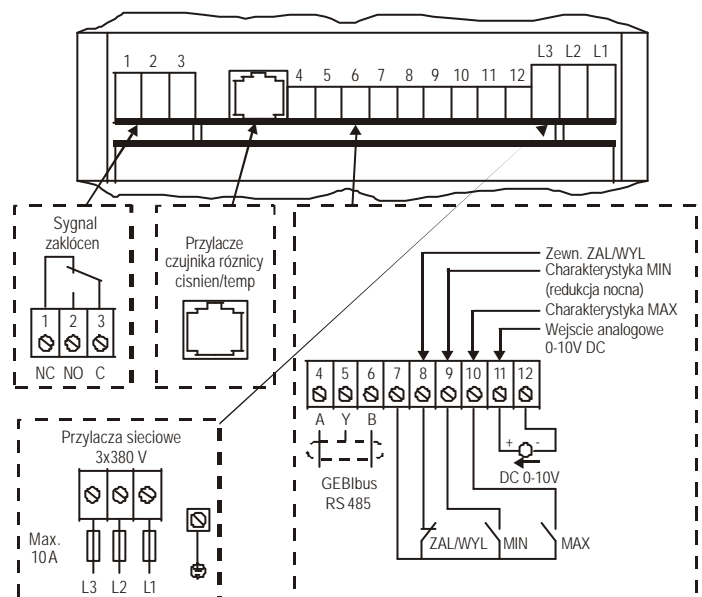 1 2 3
4 5 6 7 8 9 10 11 12
L3 L2 L1
Sygnal
zaklócen
1 2 3
NC NO C
Przylacze
czujnika róznicy
cisnien/temp
Zewn. ZAL/WYL
Charakterystyka MIN
(redukcja nocna)
Charakterystyka MAX
Wejscie analogowe
0-10V DC
4 5 6 7 8 9 10 11 12
A Y B
+ -
DC 0-10V
GEBIbus
RS 485
ZAL/WYL MIN MAX
Przylacza sieciowe
3x380 V
Max.
10A
L3 L2 L1